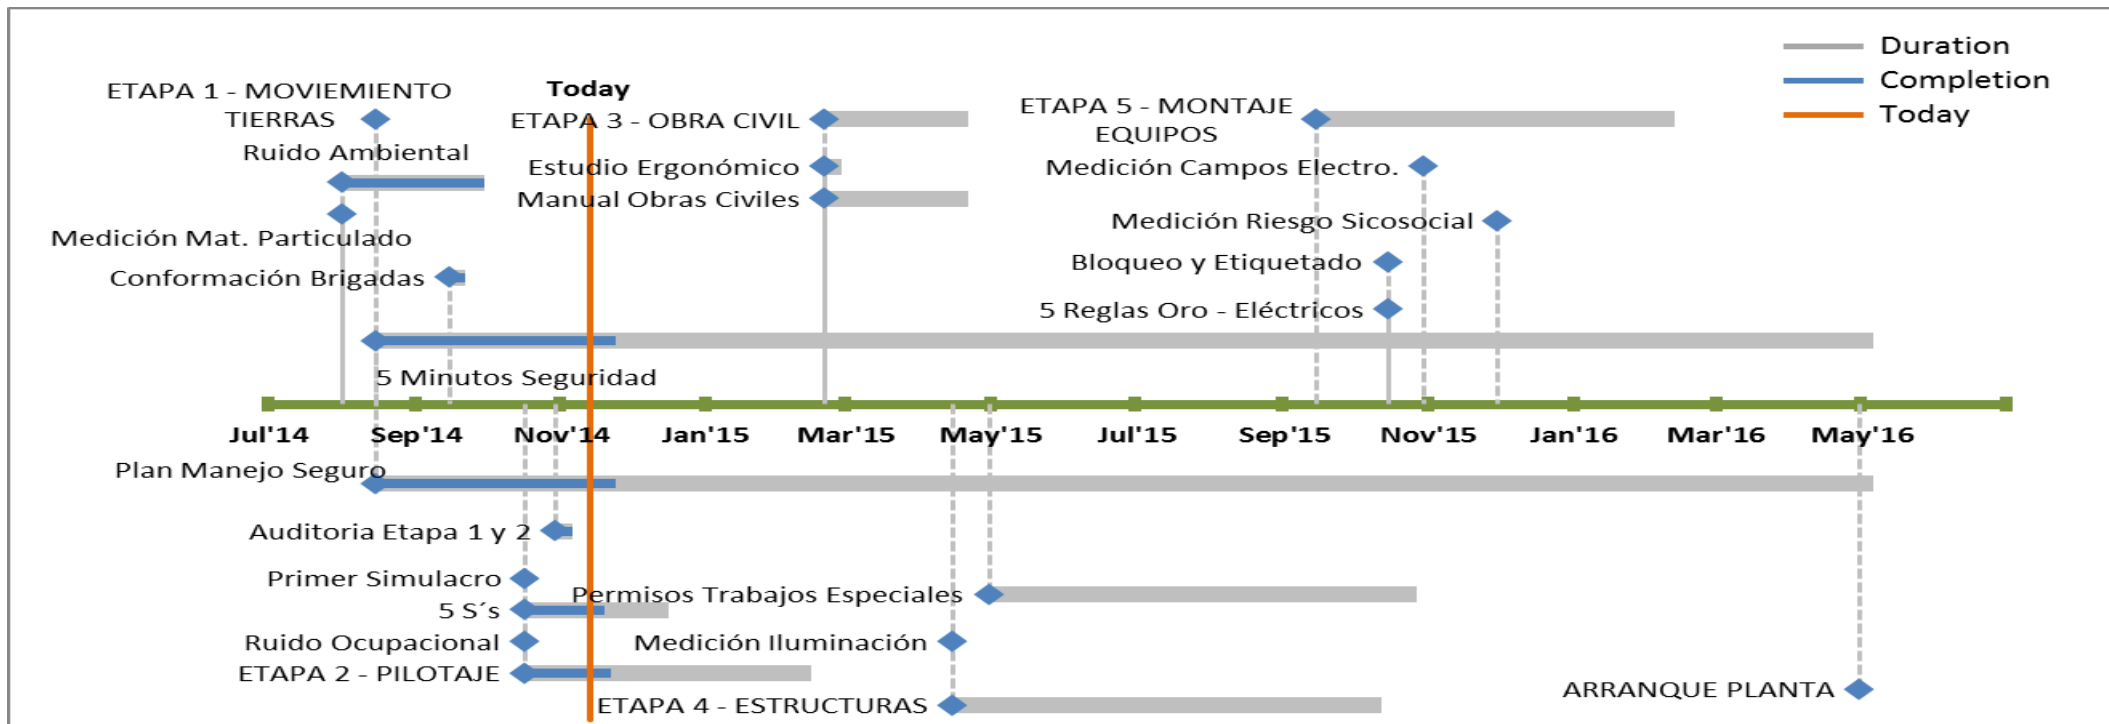 Duration
Completion
Today
ETAPA 1 - MOVIEMIENTO
TIERRAS
Today
ETAPA 3 - OBRA CIVIL
ETAPA 5 - MONTAJE
EQUIPOS
Ruido Ambiental
Estudio Ergonómico
Medición Campos Electro.
Manual Obras Civiles
Medición Riesgo Sicosocial
Medición Mat. Particulado
Conformación Brigadas
Bloqueo y Etiquetado
5 Reglas Oro - Eléctricos
5 Minutos Seguridad
Jul'14 Sep'14 Nov'14 Jan'15 Mar'15 May'15 Jul'15 Sep'15 Nov'15 Jan'16 Mar'16 May'16
Plan Manejo Seguro
Auditoria Etapa 1 y 2
Primer Simulacro
Permisos Trabajos Especiales
5 S´s
Ruido Ocupacional
Medición Iluminación
ETAPA 2 - PILOTAJE
ARRANQUE PLANTA
ETAPA 4 - ESTRUCTURAS